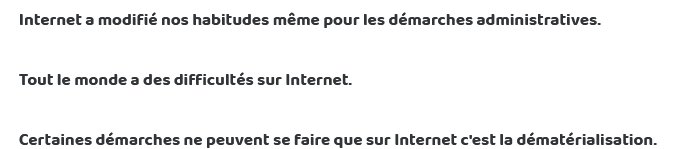 Internet a modifié nos habitudes même pour les démarches administratives.
Tout le monde a des difficultés sur Internet.
Certaines démarches ne peuvent se faire que sur Internet c'est la dématérialisation.